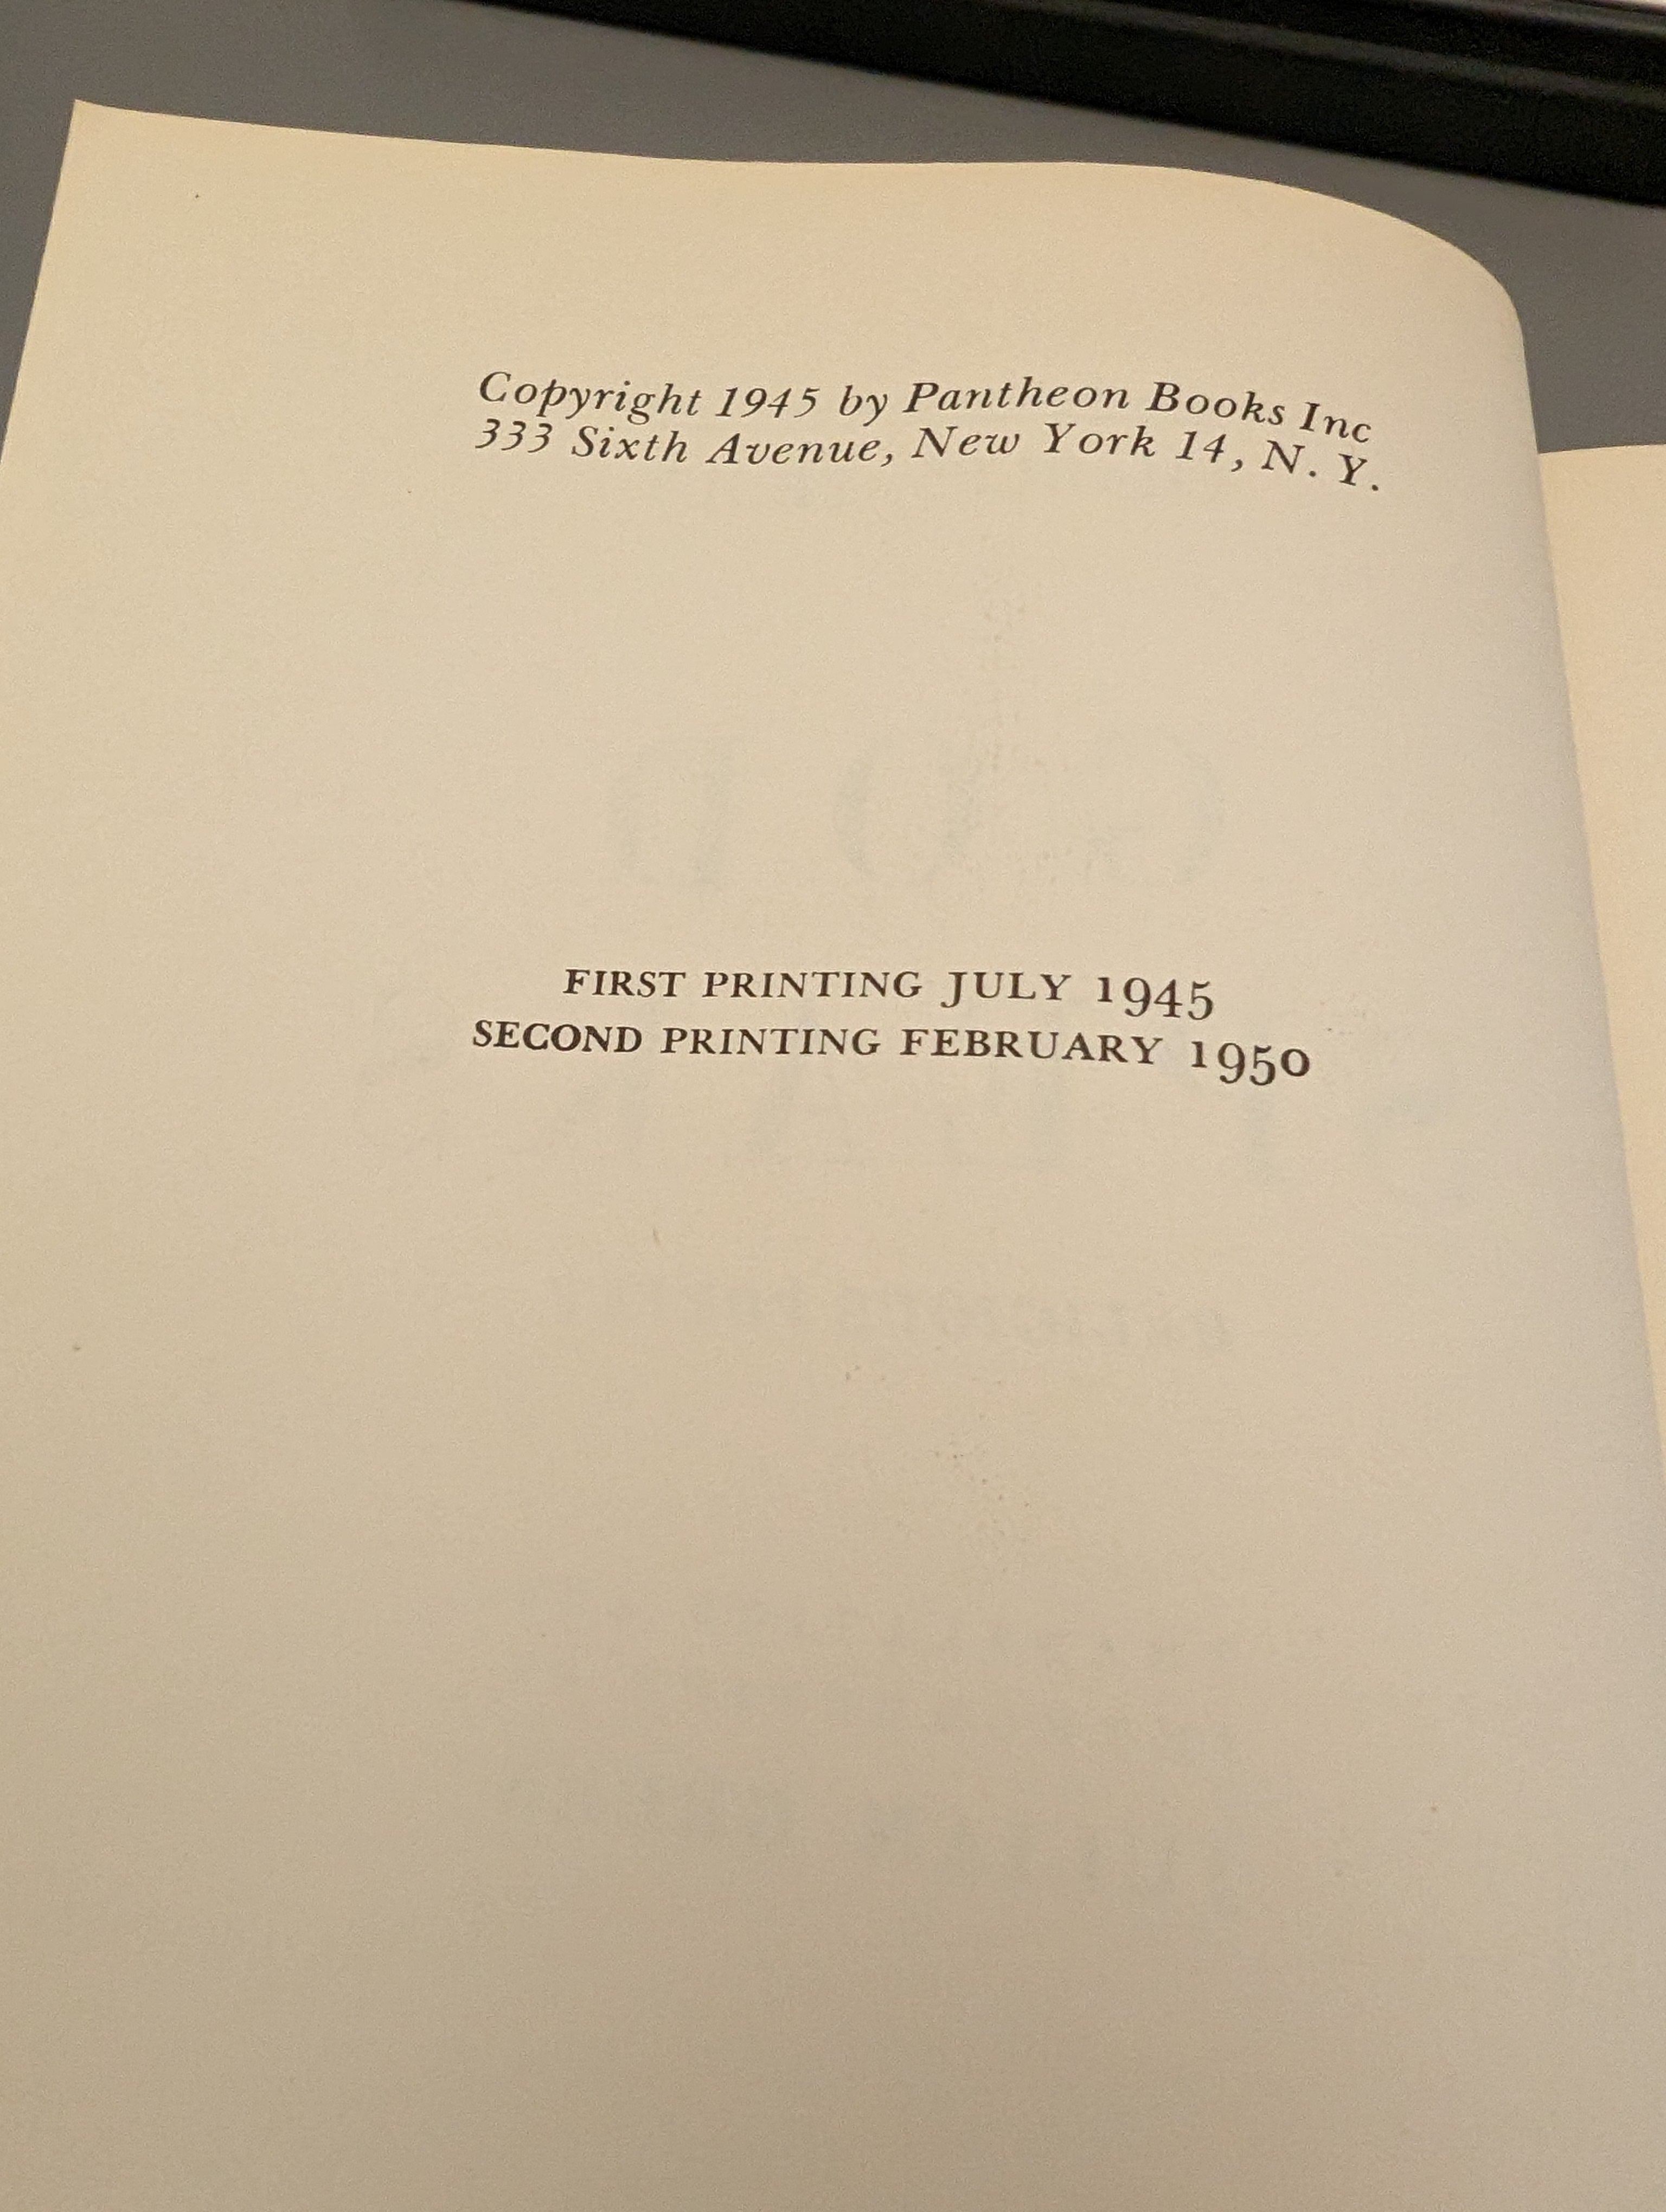 Copyright 1945 by Pantheon Books Inc
333 Sixth Avenue, New York 14, N. Y.
FIRST PRINTING JULY 1945
SECOND PRINTING FEBRUARY 1950